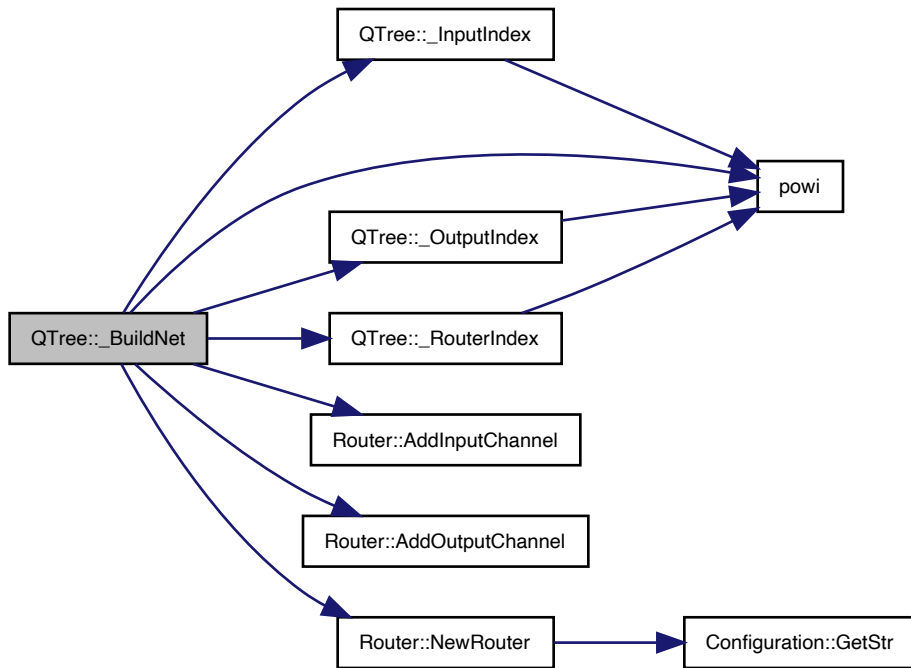 QTree::_InputIndex
powi
QTree::_OutputIndex
QTree::_BuildNet
QTree::_RouterIndex
Router::AddInputChannel
Router::AddOutputChannel
Router::NewRouter
Configuration::GetStr